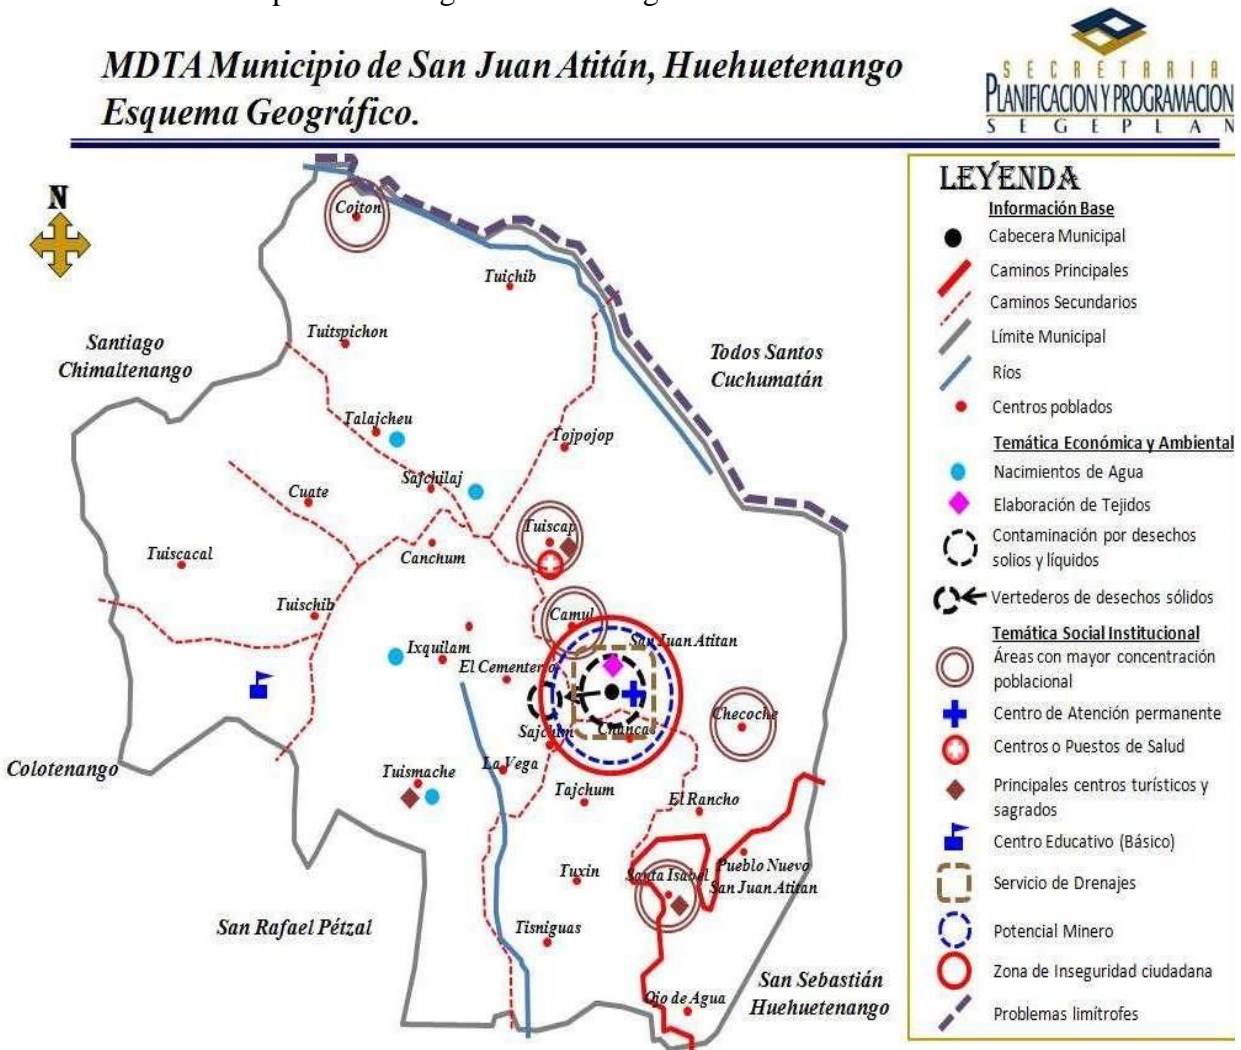 MDTA Municipio de San Juan Atitán, Huehuetenango
Esquema Geográfico.
SECRETARIA
PLANIFICACION Y PROGRAMACION
SEGEPLAN
N
Cojton
Tuichib
Tuitspichon
Santiago
Chimaltenango
Todos Santos
Cuchumatán
Talajcheu
Tojpojop
Sajchilaj
Cuate
Tuiscap
Canchum
Tuiscacal
Tuischib
Camul
San Juan Atitan
Ixquilam
El Cementerio
Checoche
Sajchim
Chanca
Colotenango
La Vega
Tuismache
Tajchum
El Rancho
Pueblo Nuevo
San Juan Atitan
Tuxin
Santa Isabel
San Rafael Pétzal
Tisniguas
San Sebastián
Huehuetenango
Ojo de Agua
LEYENDA
Información Base
Cabecera Municipal
Caminos Principales
Caminos Secundarios
Límite Municipal
Ríos
Centros poblados
Temática Económica y Ambiental
Nacimientos de Agua
Elaboración de Tejidos
Contaminación por desechos
solios y líquidos
Vertederos de desechos sólidos
Temática Social Institucional
Áreas con mayor concentración
poblacional
Centro de Atención permanente
Centros o Puestos de Salud
Principales centros turísticos y
sagrados
Centro Educativo (Básico)
Servicio de Drenajes
Potencial Minero
Zona de Inseguridad ciudadana
Problemas limítrofes